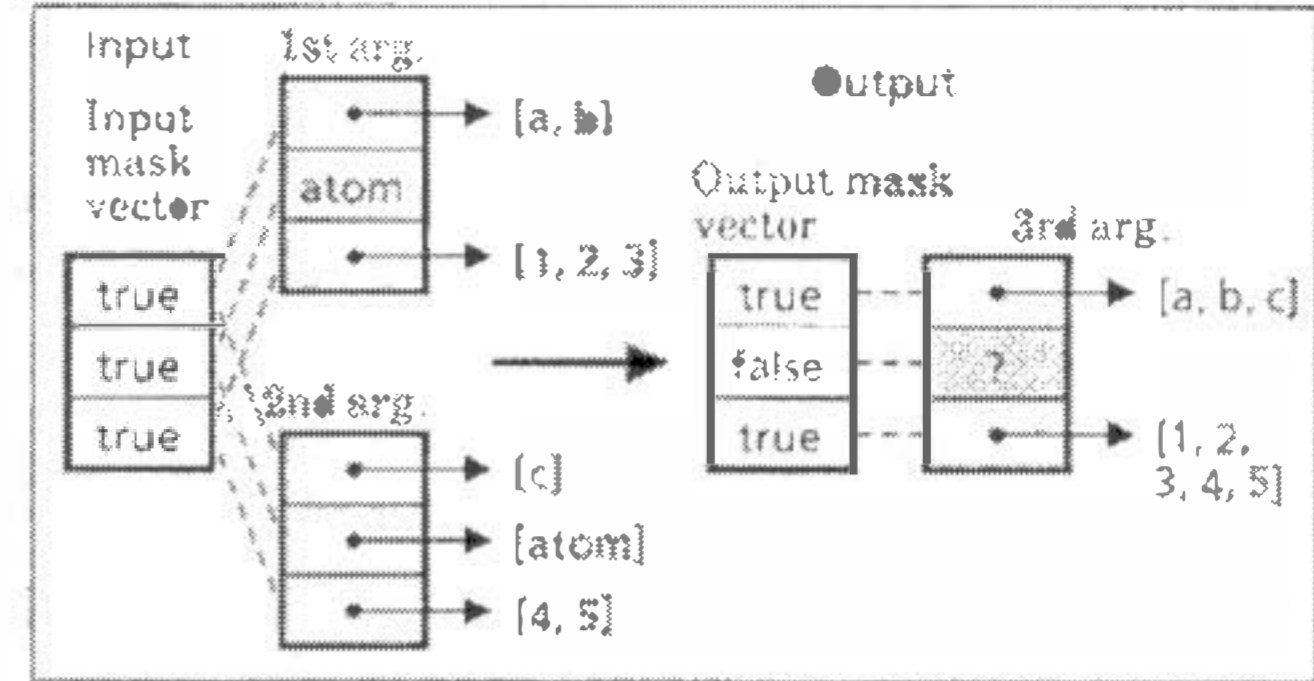 Input
1st arg.
Input
mask
vector
[a, b]
atom
[1, 2, 3]
true
true
true
2nd arg.
[c]
[atom]
[4, 5]
Output
Output mask
vector
3rd arg.
true
[a, b, c]
false
?
true
[1, 2,
3, 4, 5]